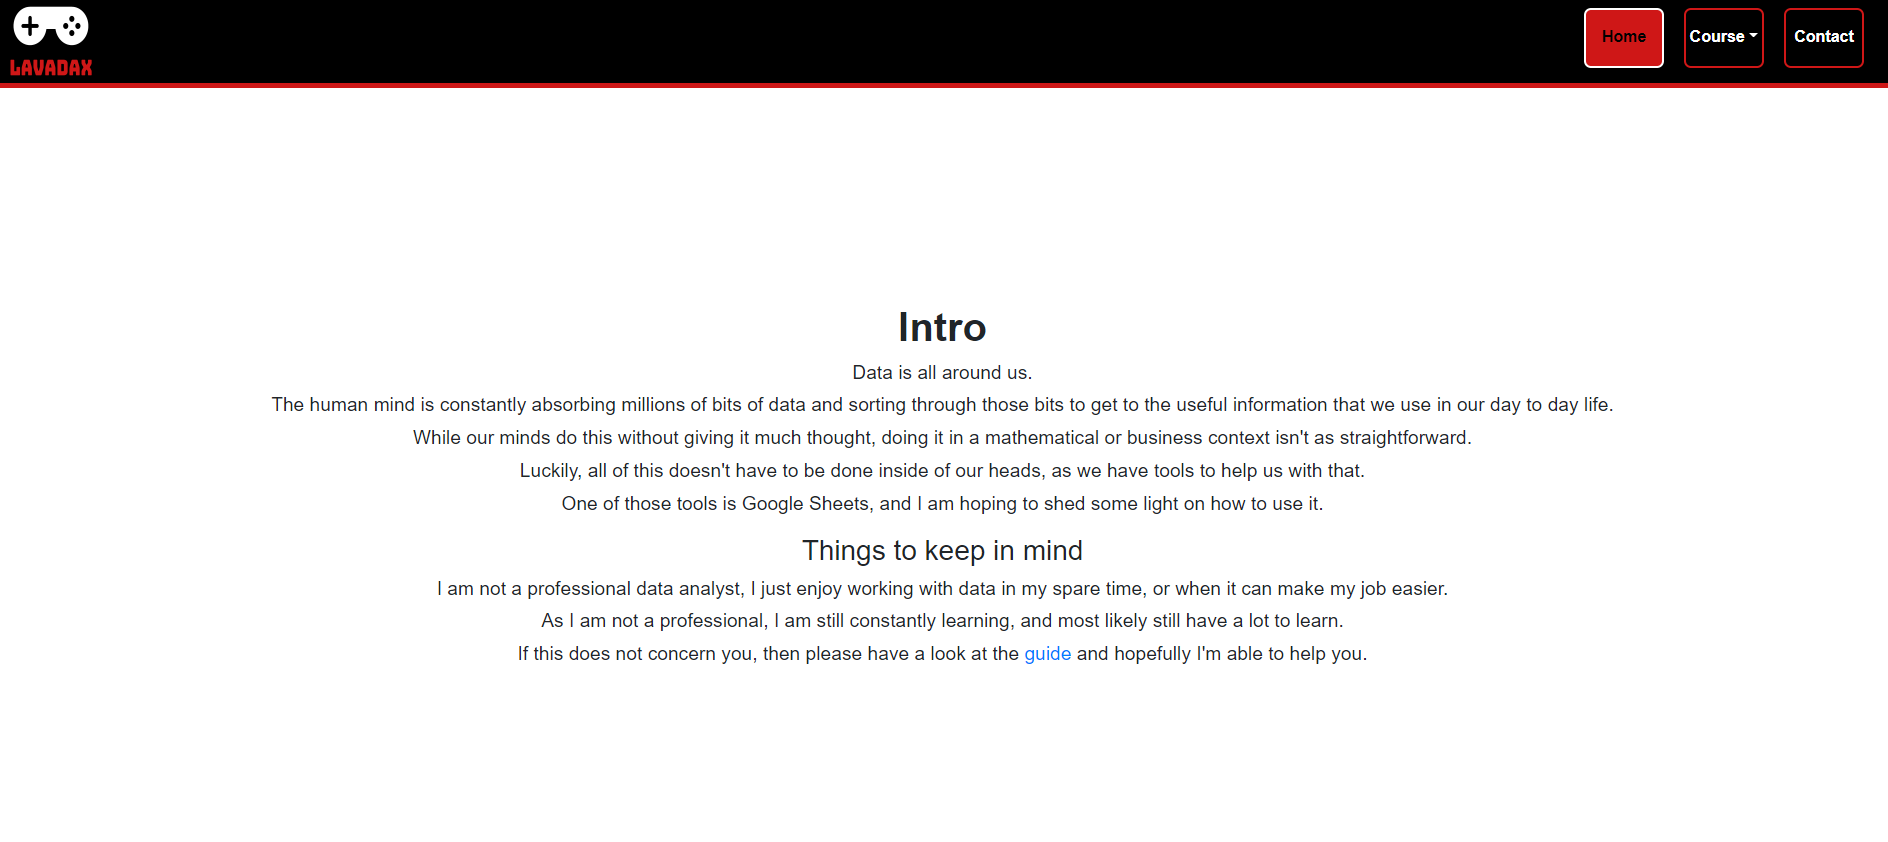 LAVADAX
Home
Course
Contact
Intro
Data is all around us.
The human mind is constantly absorbing millions of bits of data and sorting through those bits to get to the useful information that we use in our day to day life.
While our minds do this without giving it much thought, doing it in a mathematical or business context isn't as straightforward.
Luckily, all of this doesn't have to be done inside of our heads, as we have tools to help us with that.
One of those tools is Google Sheets, and I am hoping to shed some light on how to use it.
Things to keep in mind
I am not a professional data analyst, I just enjoy working with data in my spare time, or when it can make my job easier.
As I am not a professional, I am still constantly learning, and most likely still have a lot to learn.
If this does not concern you, then please have a look at the guide and hopefully I'm able to help you.